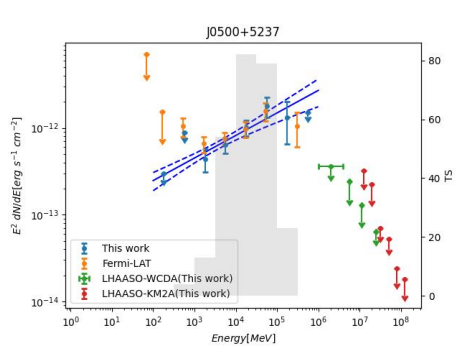 J0500+5237
E² dN/dE[erg s⁻¹ cm⁻²]
10⁻¹²
10⁻¹³
10⁻¹⁴
80
60
40
20
0
TS
This work
Fermi-LAT
LHAASO-WCDA(This work)
LHAASO-KM2A(This work)
10⁰ 10¹ 10² 10³ 10⁴ 10⁵ 10⁶ 10⁷ 10⁸
Energy[MeV]